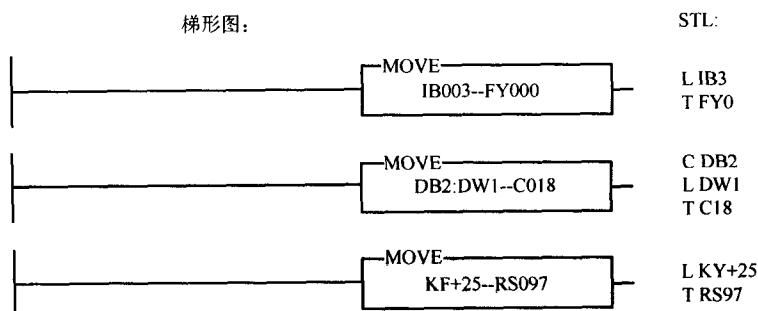 梯形图：
STL:
MOVE
IB003--FY000
L IB3
T FY0
MOVE
DB2:DW1--C018
C DB2
L DW1
T C18
MOVE
KF+25--RS097
L KY+25
T RS97